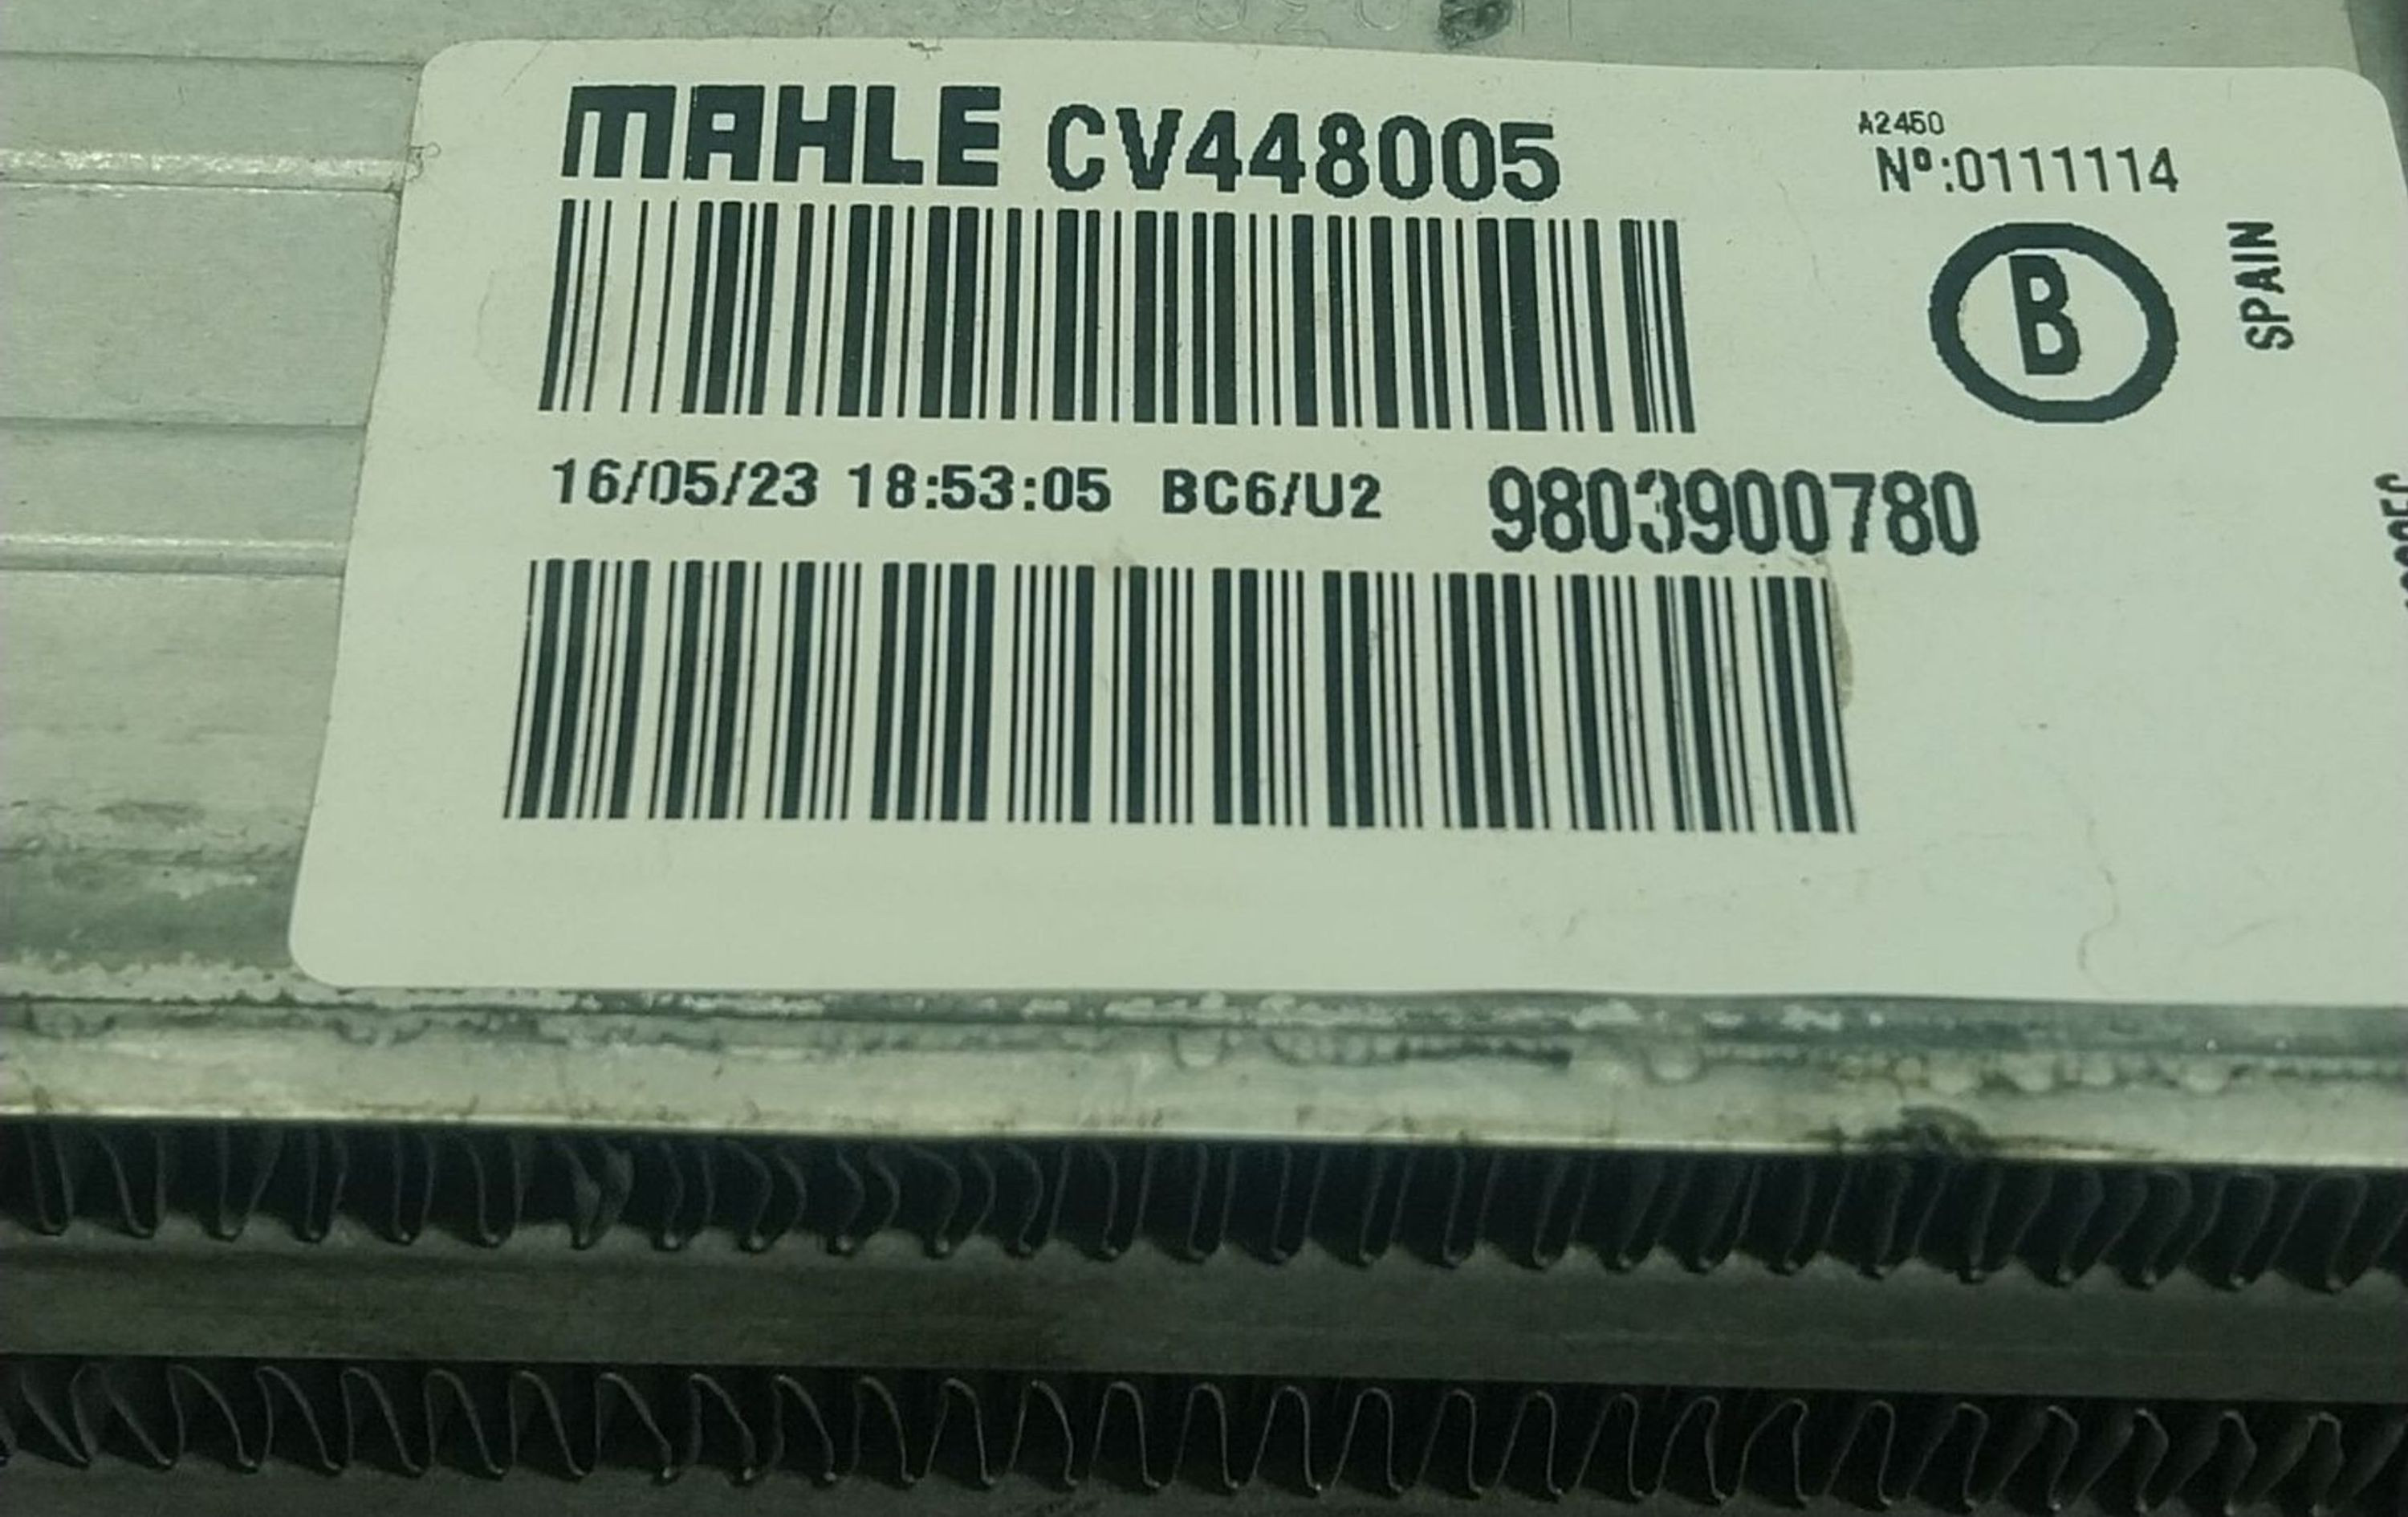 MAHLE CV448005
A2450
Nº:0111114
B
SPAIN
16/05/23 18:53:05 BC6/U2 9803900780